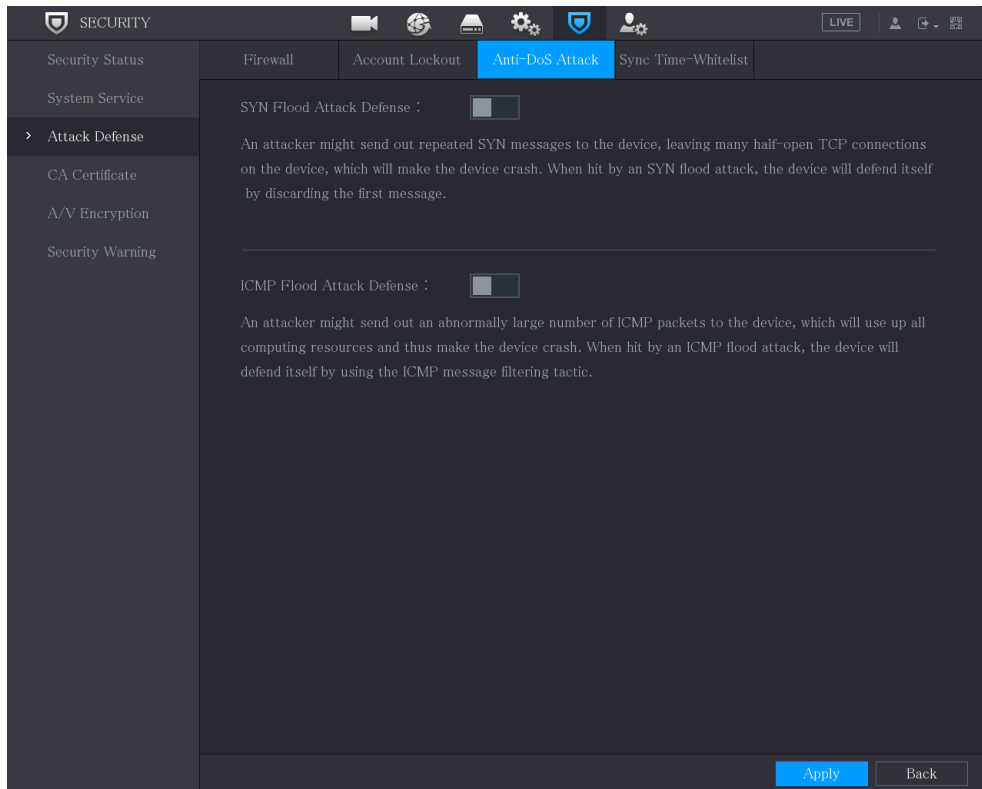 SECURITY
LIVE
Security Status
System Service
Attack Defense
CA Certificate
A/V Encryption
Security Warning
Firewall
Account Lockout
Anti-DoS Attack
Sync Time-Whitelist
SYN Flood Attack Defense :
An attacker might send out repeated SYN messages to the device, leaving many half-open TCP connections
on the device, which will make the device crash. When hit by an SYN flood attack, the device will defend itself
by discarding the first message.
ICMP Flood Attack Defense :
An attacker might send out an abnormally large number of ICMP packets to the device, which will use up all
computing resources and thus make the device crash. When hit by an ICMP flood attack, the device will
defend itself by using the ICMP message filtering tactic.
Apply
Back